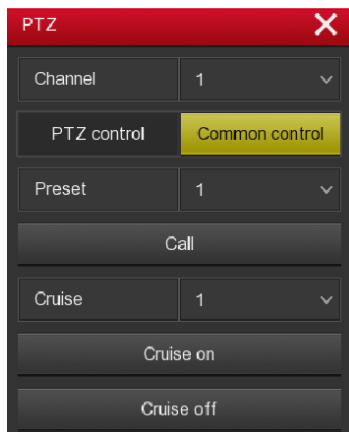 PTZ
Channel 1
PTZ control Common control
Preset 1
Call
Cruise 1
Cruise on
Cruise off